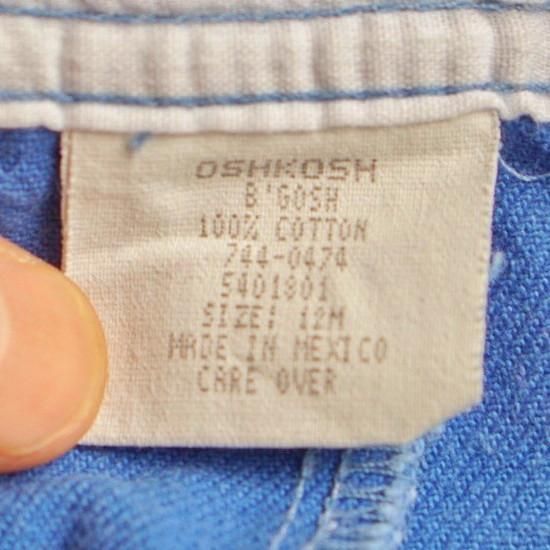 OSHKOSH
B'GOSH
100% COTTON
744-0474
5401801
SIZE: 12M
MADE IN MEXICO
CARE OVER